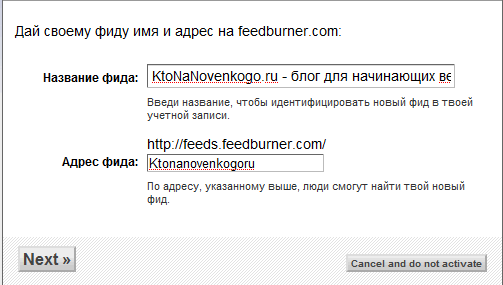 Дай своему фиду имя и адрес на feedburner.com:
Название фида: KtoNaNovenkogo.ru - блог для начинающих ве
Введи название, чтобы идентифицировать новый фид в твоей
учетной записи.
http://feeds.feedburner.com/
Адрес фида: Ktonanovenkogoru
По адресу, указанному выше, люди смогут найти твой новый
фид.
Next »
Cancel and do not activate